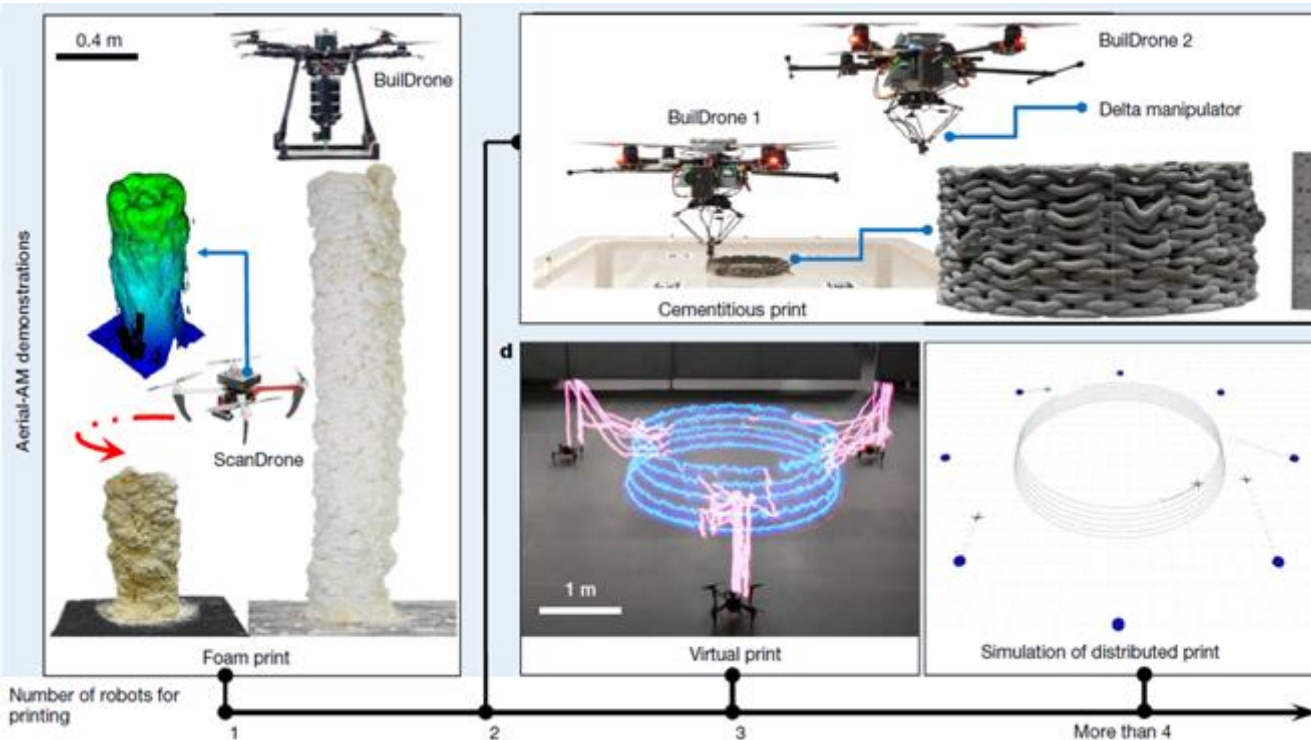 Aerial-AM demonstrations
0.4 m
BuilDrone
ScanDrone
Foam print
BuilDrone 2
BuilDrone 1
Delta manipulator
Cementitious print
d
1 m
Virtual print
Simulation of distributed print
Number of robots for
printing
1
2
3
More than 4